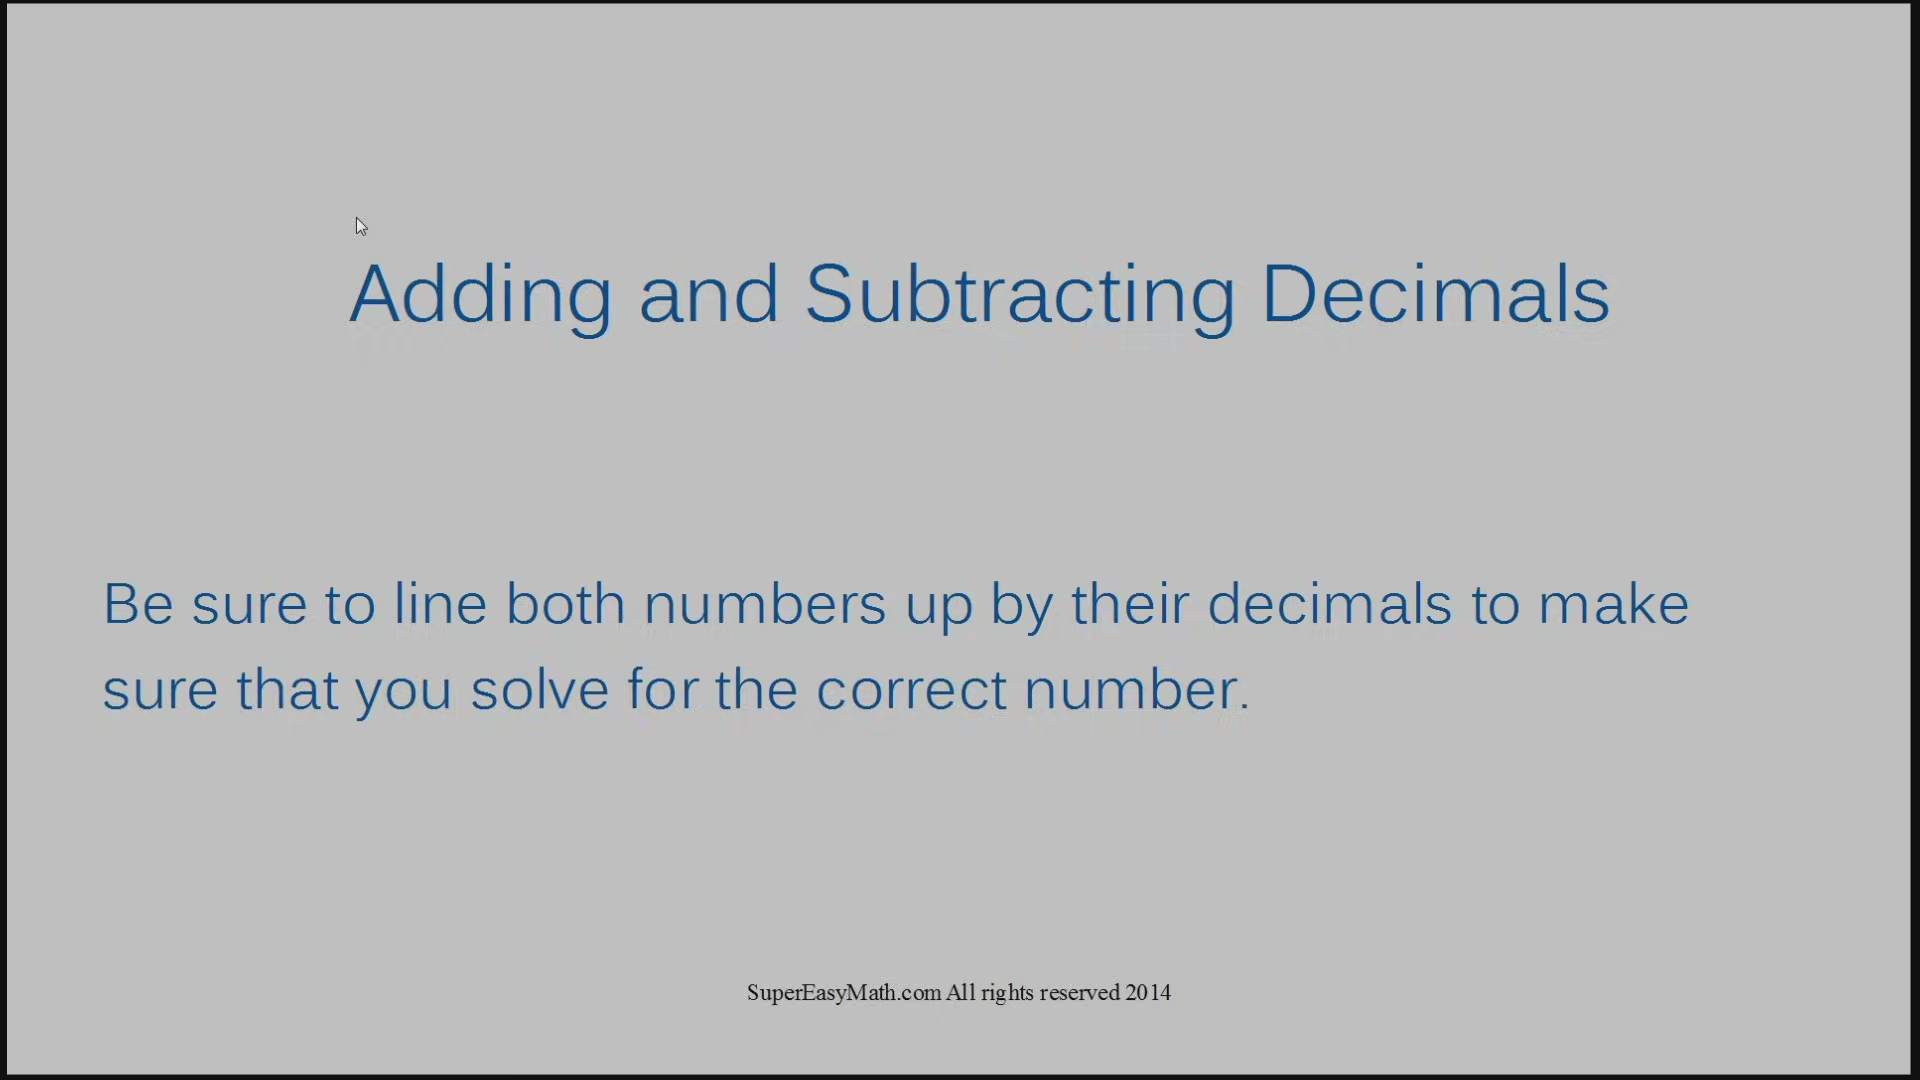 Adding and Subtracting Decimals
Be sure to line both numbers up by their decimals to make
sure that you solve for the correct number.
SuperEasyMath.com All rights reserved 2014